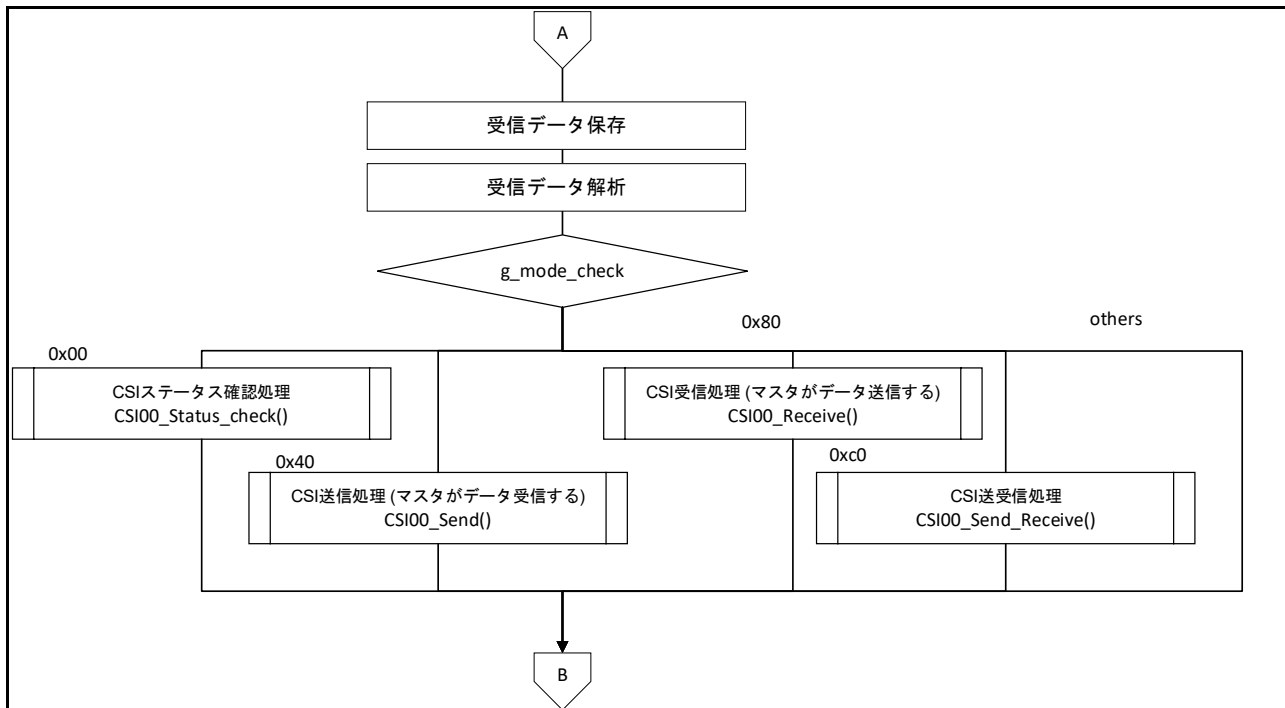 A
受信データ保存
受信データ解析
g_mode_check
0x80
others
0x00
CSIステータス確認処理
CSI00_Status_check()
CSI受信処理 (マスタがデータ送信する)
CSI00_Receive()
0x40
0xc0
CSI送信処理 (マスタがデータ受信する)
CSI00_Send()
CSI送受信処理
CSI00_Send_Receive()
B